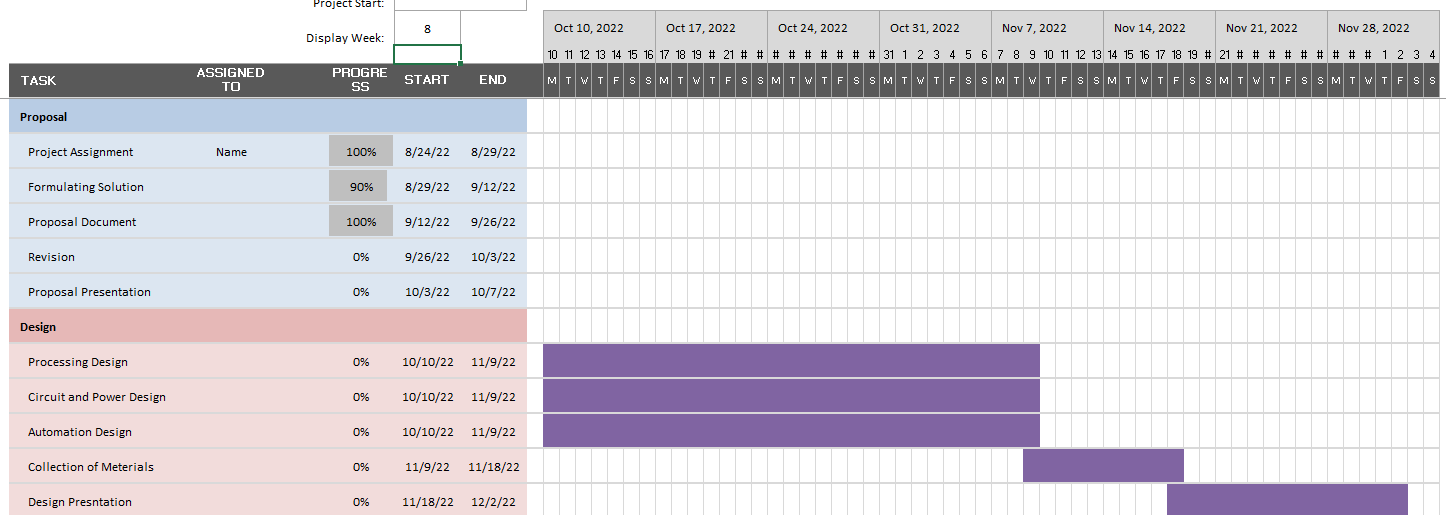 Project Start:
Display Week: 8
Oct 10, 2022 Oct 17, 2022 Oct 24, 2022 Oct 31, 2022 Nov 7, 2022 Nov 14, 2022 Nov 21, 2022 Nov 28, 2022
10 11 12 13 14 15 16 17 18 19 # 21 # # # # # # # # # 31 1 2 3 4 5 6 7 8 9 10 11 12 13 14 15 16 17 18 19 # 21 # # # # # # # # # 1 2 3 4
TASK ASSIGNED TO PROGRESS START END M T W T F S S M T W T F S S M T W T F S S M T W T F S S M T W T F S S M T W T F S S M T W T F S S M T W T F S S
Proposal
Project Assignment Name 100% 8/24/22 8/29/22
Formulating Solution 90% 8/29/22 9/12/22
Proposal Document 100% 9/12/22 9/26/22
Revision 0% 9/26/22 10/3/22
Proposal Presentation 0% 10/3/22 10/7/22
Design
Processing Design 0% 10/10/22 11/9/22
Circuit and Power Design 0% 10/10/22 11/9/22
Automation Design 0% 10/10/22 11/9/22
Collection of Meterials 0% 11/9/22 11/18/22
Design Presntation 0% 11/18/22 12/2/22